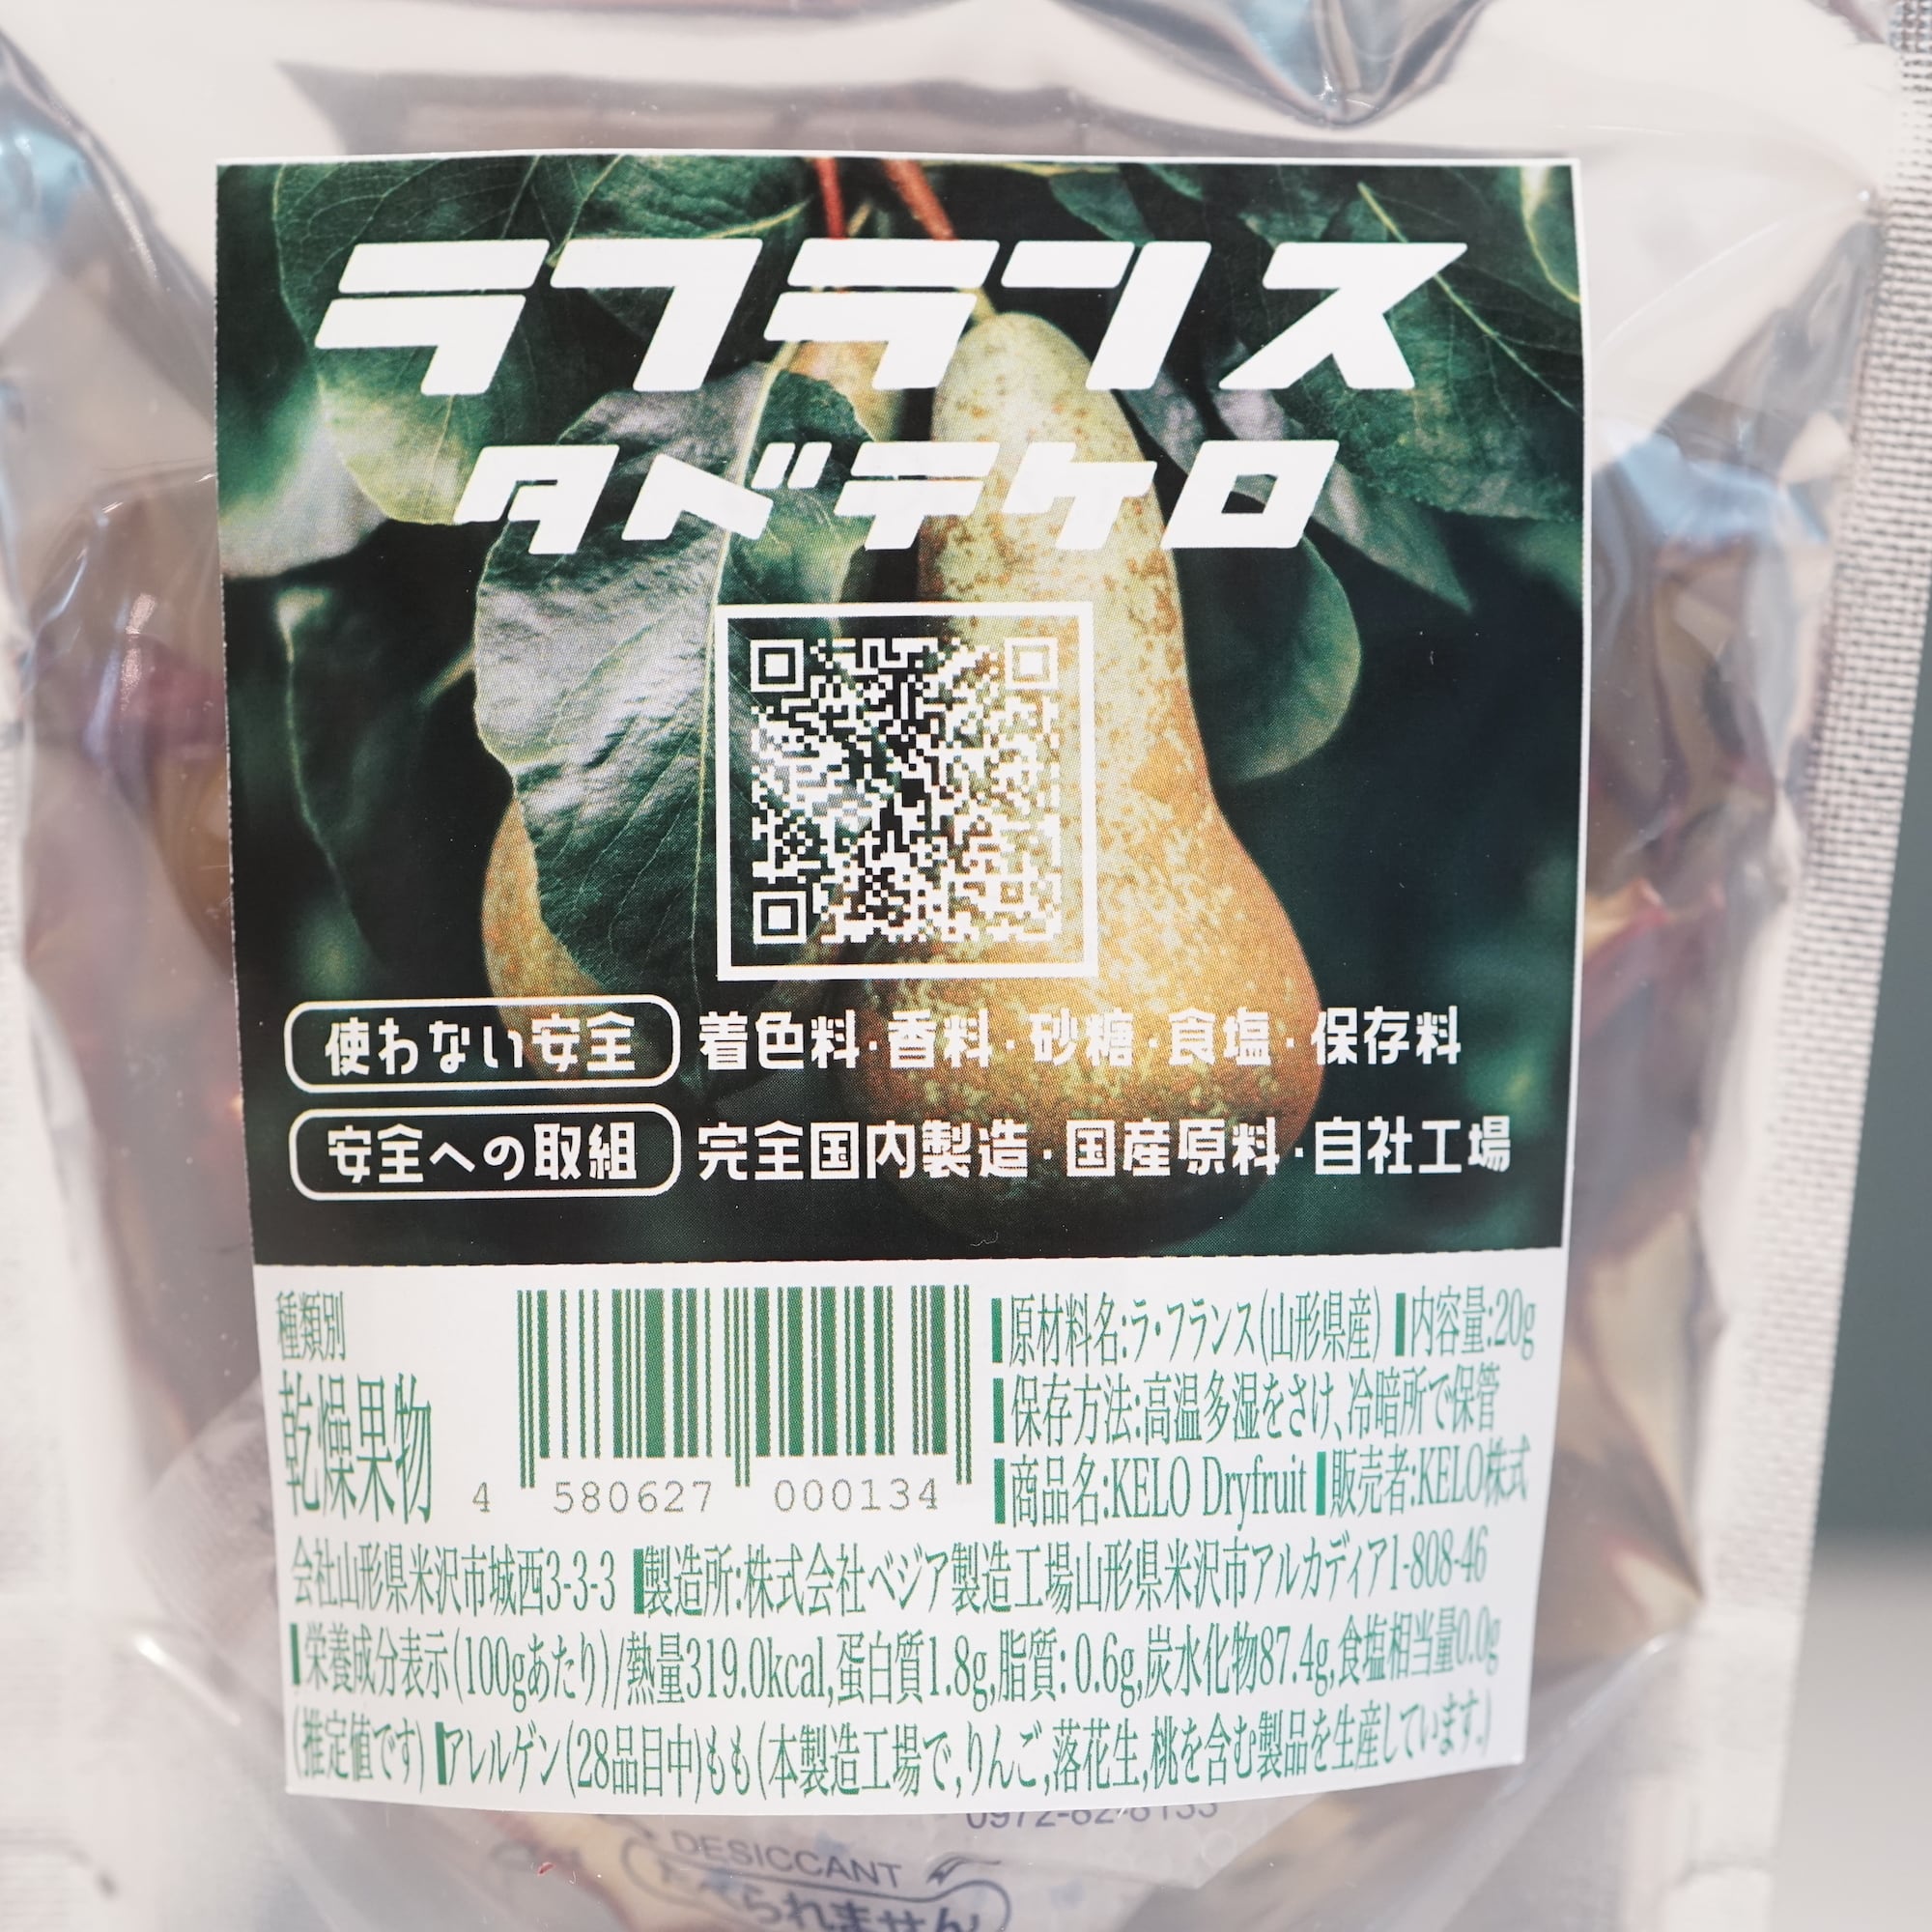 ラフランス
タベテケロ
使わない安全 着色料・香料・砂糖・食塩・保存料
安全への取組 完全国内製造・国産原料・自社工場
種類別
乾燥果物
4 580627 000134
原材料名:ラ・フランス(山形県産) 内容量:20g
保存方法:高温多湿をさけ、冷暗所で保管
商品名:KELO Dryfruit 販売者:KELO株式
会社山形県米沢市城西3-3-3 製造所:株式会社ベジア製造工場山形県米沢市アルカディア1-808-46
栄養成分表示(100gあたり)/熱量319.0kcal,蛋白質1.8g,脂質:0.6g,炭水化物87.4g,食塩相当量0.0g
(推定値です) アレルゲン(28品目中)もも(本製造工場で,りんご,落花生,桃を含む製品を生産しています。)
0972-82-8133
DESICCANT
られません